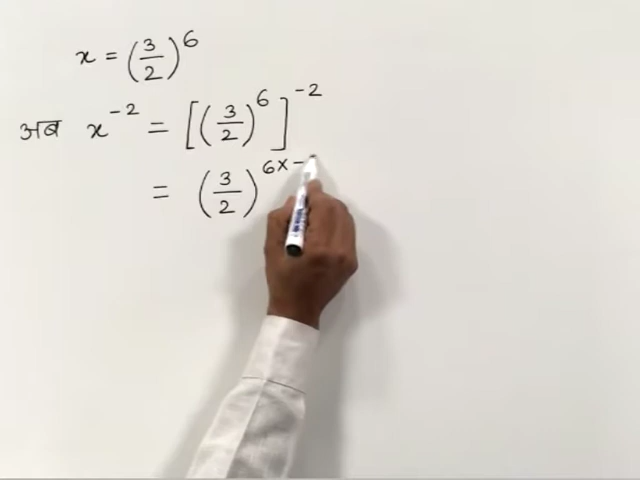 x = (3/2)^6
अब x^-2 = [(3/2)^6]^-2
= (3/2)^6×-